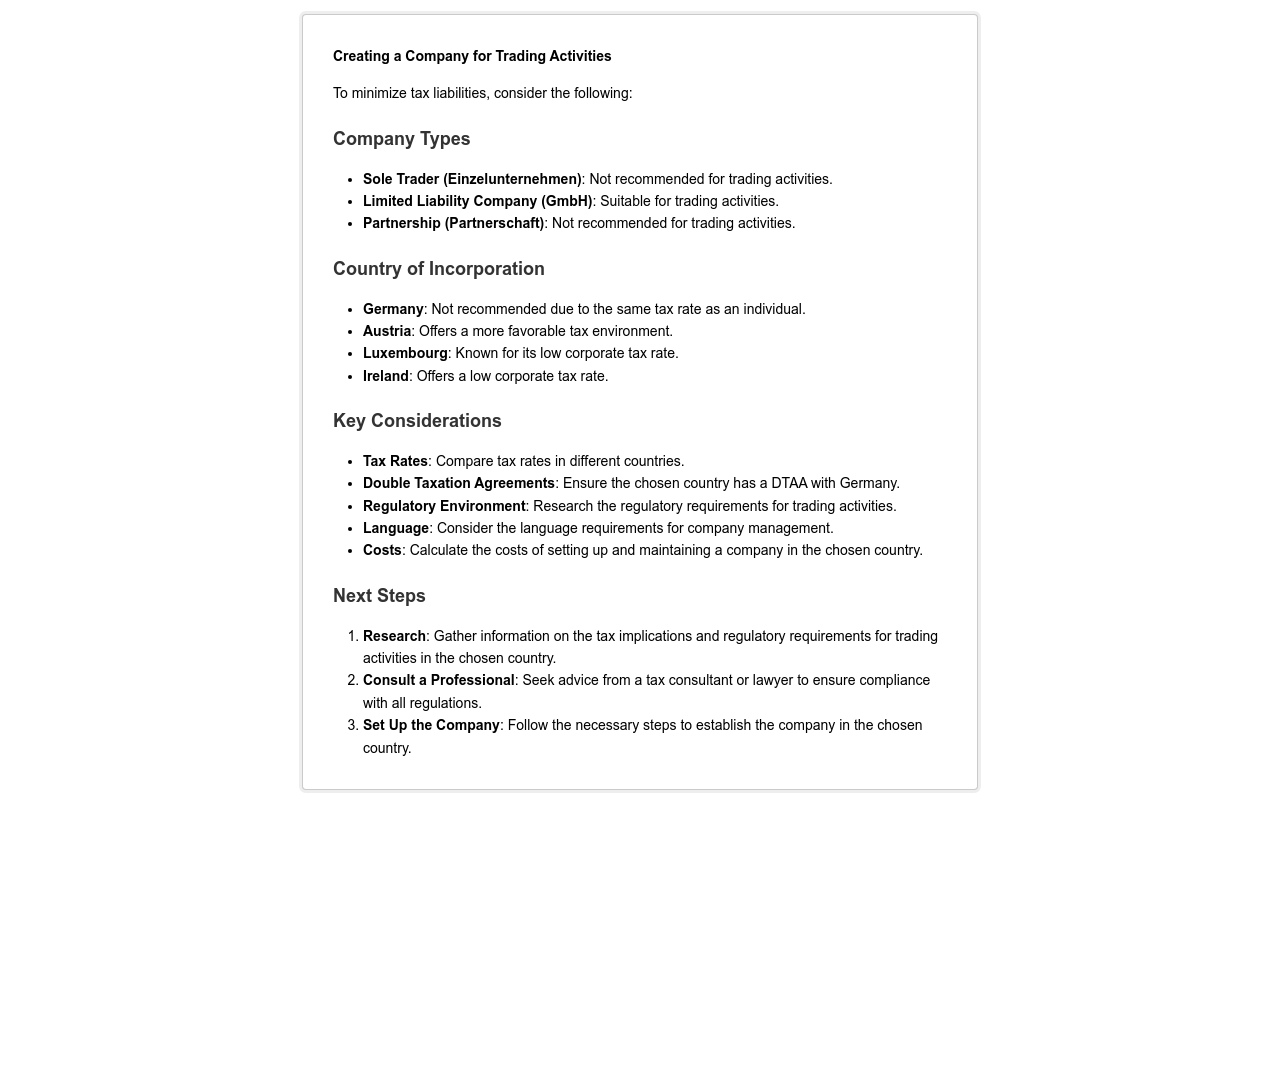 Creating a Company for Trading Activities
To minimize tax liabilities, consider the following:
Company Types
• Sole Trader (Einzelunternehmen): Not recommended for trading activities.
• Limited Liability Company (GmbH): Suitable for trading activities.
• Partnership (Partnerschaft): Not recommended for trading activities.
Country of Incorporation
• Germany: Not recommended due to the same tax rate as an individual.
• Austria: Offers a more favorable tax environment.
• Luxembourg: Known for its low corporate tax rate.
• Ireland: Offers a low corporate tax rate.
Key Considerations
• Tax Rates: Compare tax rates in different countries.
• Double Taxation Agreements: Ensure the chosen country has a DTAA with Germany.
• Regulatory Environment: Research the regulatory requirements for trading activities.
• Language: Consider the language requirements for company management.
• Costs: Calculate the costs of setting up and maintaining a company in the chosen country.
Next Steps
1. Research: Gather information on the tax implications and regulatory requirements for trading
activities in the chosen country.
2. Consult a Professional: Seek advice from a tax consultant or lawyer to ensure compliance
with all regulations.
3. Set Up the Company: Follow the necessary steps to establish the company in the chosen
country.